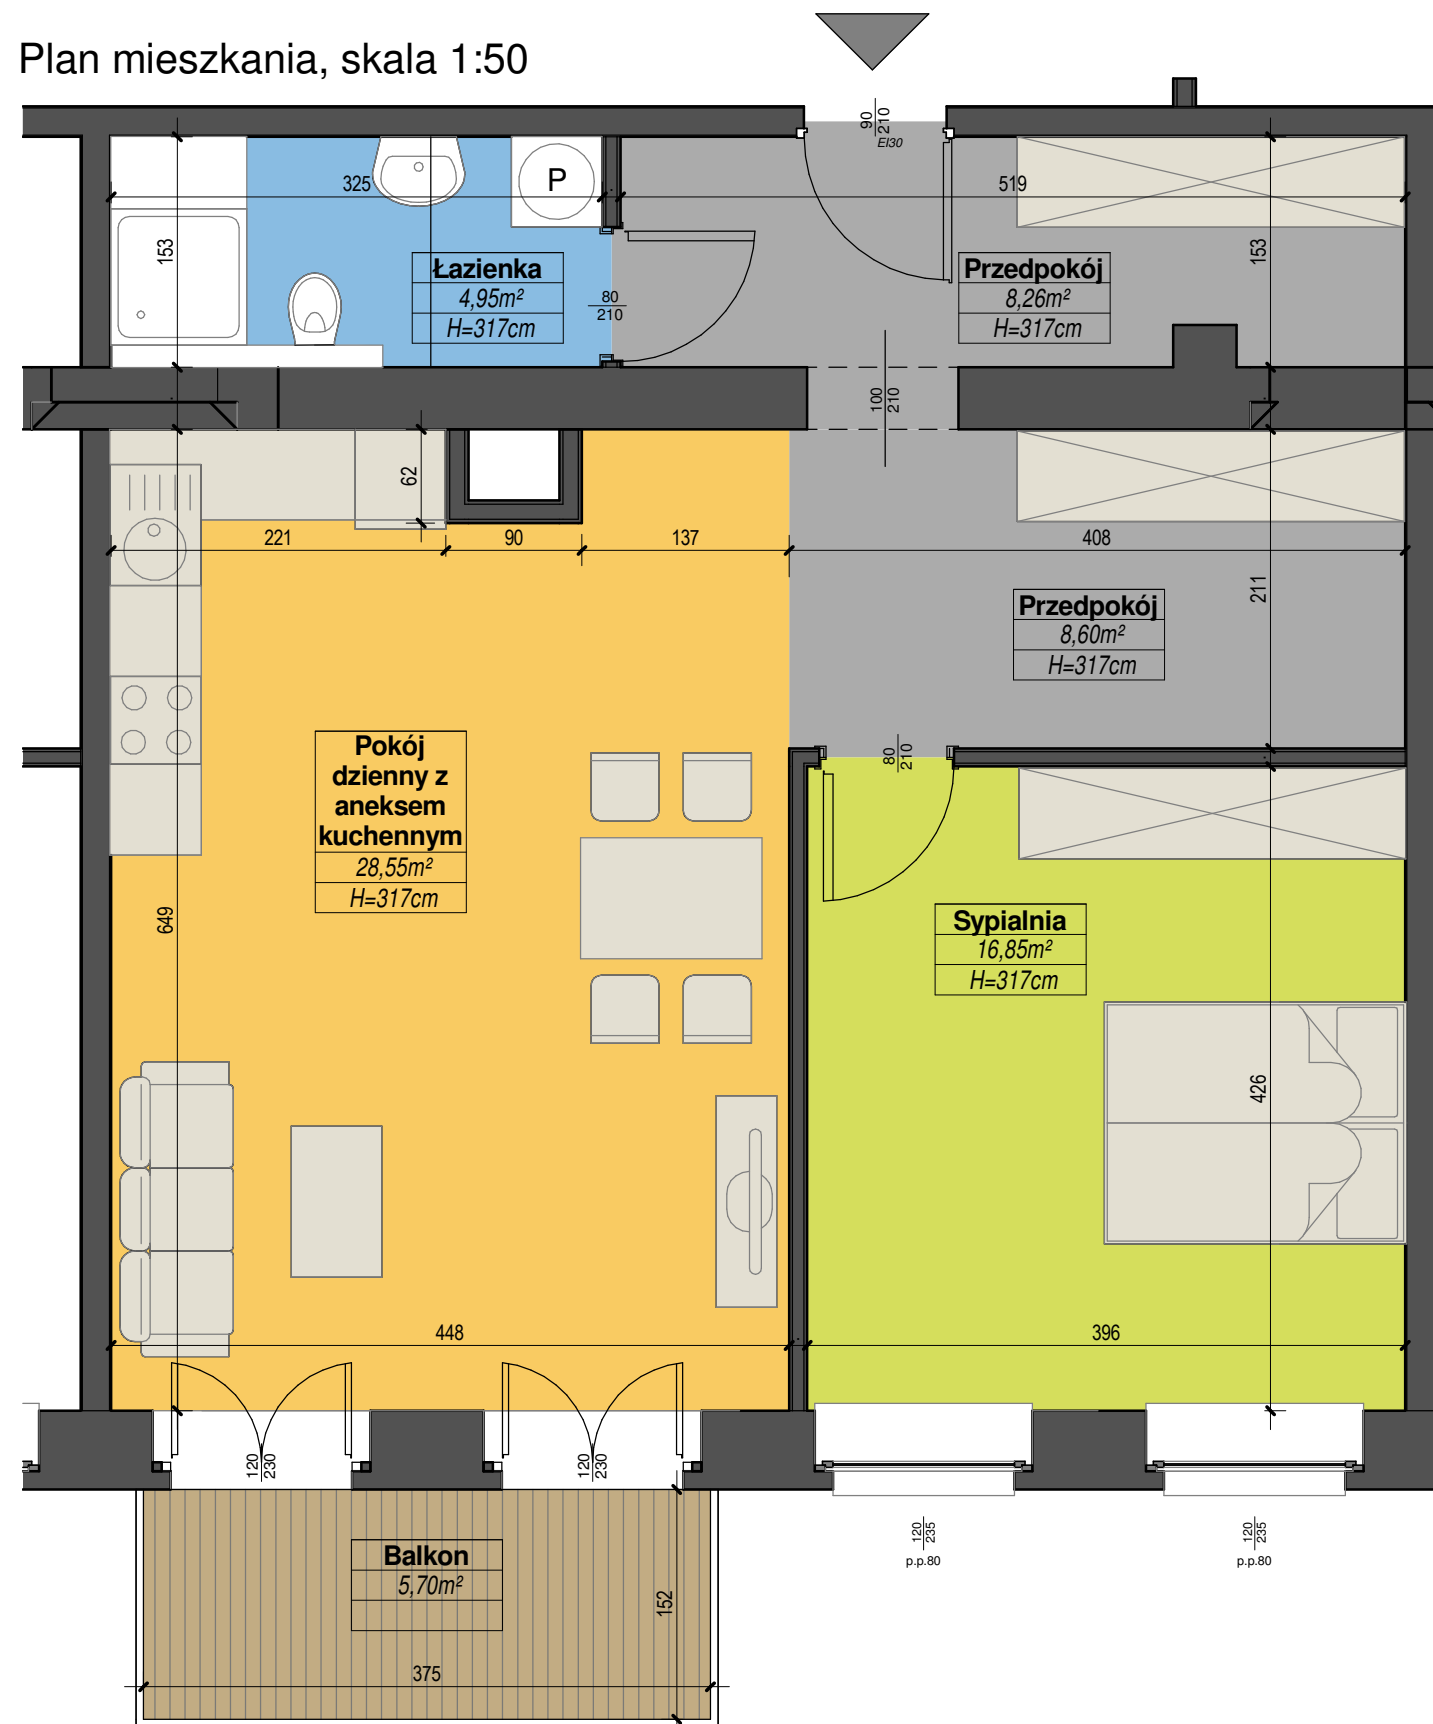 Plan mieszkania, skala 1:50
90
210
EI30
325
519
P
153
153
Łazienka
4,95m²
H=317cm
80
210
Przedpokój
8,26m²
H=317cm
100
210
62
221
90
137
408
211
Przedpokój
8,60m²
H=317cm
80
210
Pokój
dzienny z
aneksem
kuchennym
28,55m²
H=317cm
649
Sypialnia
16,85m²
H=317cm
426
448
396
120
230
120
230
120
235
p.p.80
120
235
p.p.80
Balkon
5,70m²
152
375